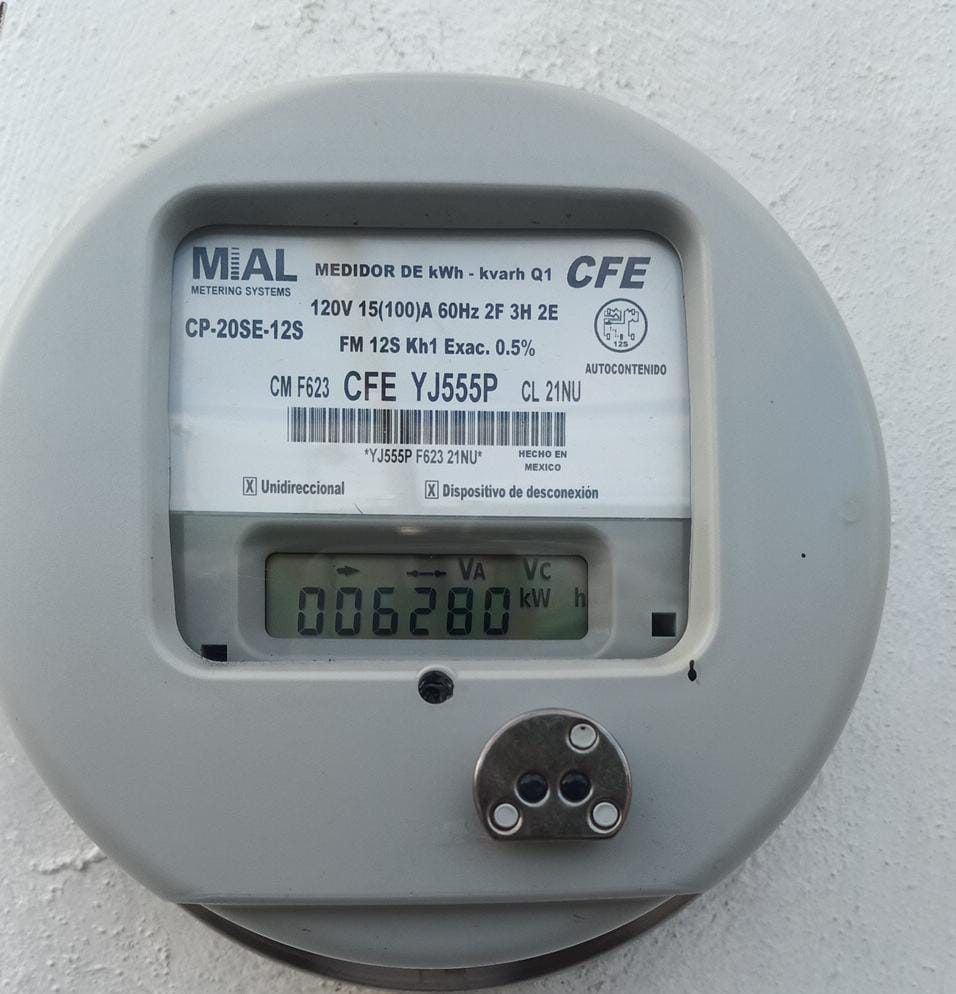 MIAL MEDIDOR DE kWh - kvarh Q1 CFE
METERING SYSTEMS
120V 15(100)A 60Hz 2F 3H 2E
CP-20SE-12S
FM 12S Kh1 Exac. 0.5%
12S
AUTOCONTENIDO
CM F623 CFE YJ555P CL 21NU
*YJ555P F623 21NU*
HECHO EN
MEXICO
X Unidireccional X Dispositivo de desconexión
VA VC
006280 kW h